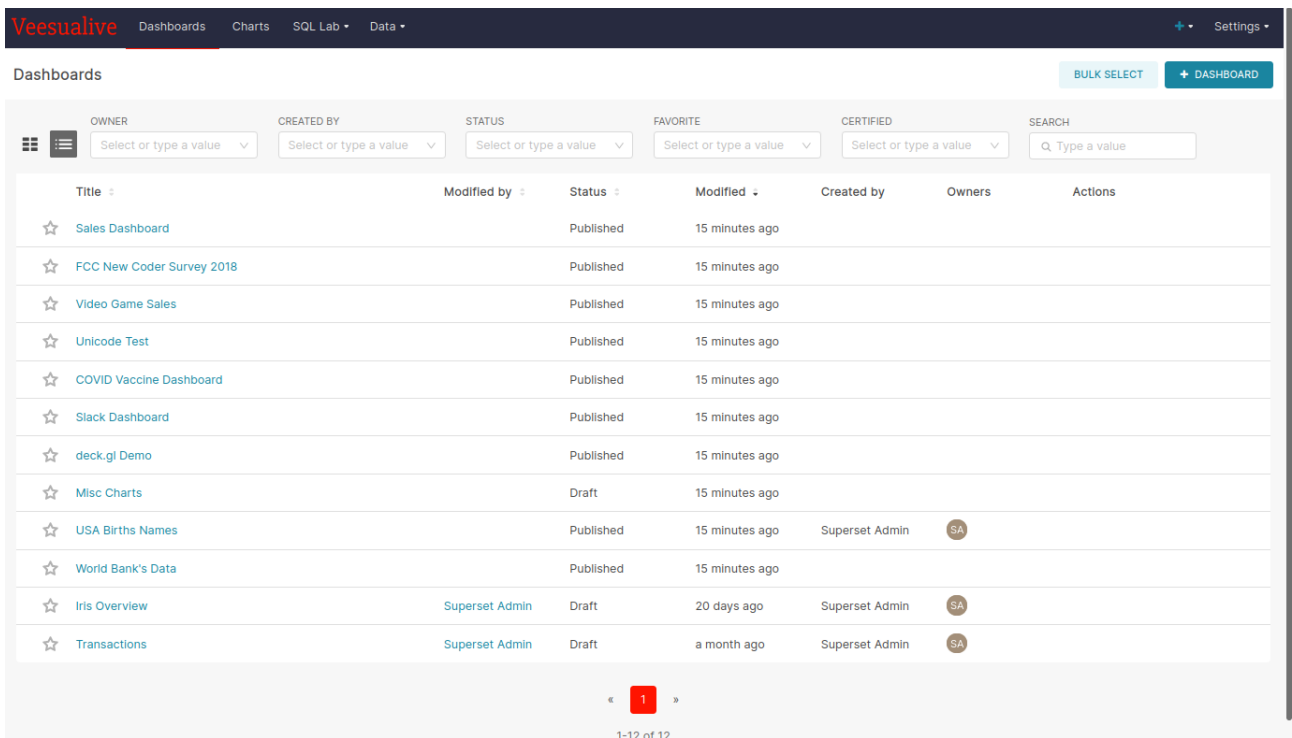 Veesualive Dashboards Charts SQL Lab Data + Settings
Dashboards BULK SELECT + DASHBOARD
OWNER CREATED BY STATUS FAVORITE CERTIFIED SEARCH
Select or type a value Select or type a value Select or type a value Select or type a value Select or type a value Type a value
Title Modified by Status Modified Created by Owners Actions
Sales Dashboard Published 15 minutes ago
FCC New Coder Survey 2018 Published 15 minutes ago
Video Game Sales Published 15 minutes ago
Unicode Test Published 15 minutes ago
COVID Vaccine Dashboard Published 15 minutes ago
Slack Dashboard Published 15 minutes ago
deck.gl Demo Published 15 minutes ago
Misc Charts Draft 15 minutes ago
USA Births Names Published 15 minutes ago Superset Admin SA
World Bank's Data Published 15 minutes ago
Iris Overview Superset Admin Draft 20 days ago Superset Admin SA
Transactions Superset Admin Draft a month ago Superset Admin SA
« 1 »
1-12 of 12